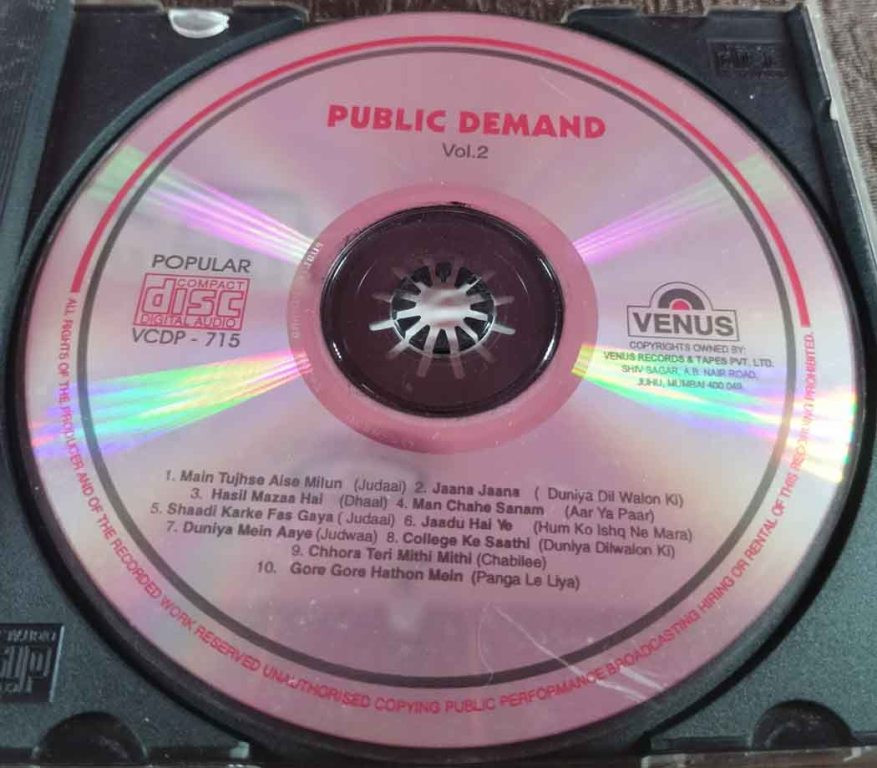 PUBLIC DEMAND
Vol.2
POPULAR
COMPACT
disc
DIGITAL AUDIO
VCDP - 715
VENUS
COPYRIGHTS OWNED BY:
VENUS RECORDS & TAPES PVT. LTD.
SHIV-SAGAR, A.B. NAIR ROAD,
JUHU, MUMBAI 400 049.
1. Main Tujhse Aise Milun (Judaai) 2. Jaana Jaana ( Duniya Dil Walon Ki)
3. Hasil Mazaa Hai (Dhaal) 4. Man Chahe Sanam (Aar Ya Paar)
5. Shaadi Karke Fas Gaya ( Judaai) 6. Jaadu Hai Ye (Hum Ko Ishq Ne Mara)
7. Duniya Mein Aaye (Judwaa) 8. College Ke Saathi (Duniya Dilwalon Ki)
9. Chhora Teri Mithi Mithi (Chabilee)
10. Gore Gore Hathon Mein (Panga Le Liya)
ALL RIGHTS OF THE PRODUCER AND OF THE RECORDED WORK RESERVED UNAUTHORISED COPYING PUBLIC PERFORMANCE BROADCASTING HIRING OR RENTAL OF THIS RECORDING PROHIBITED.